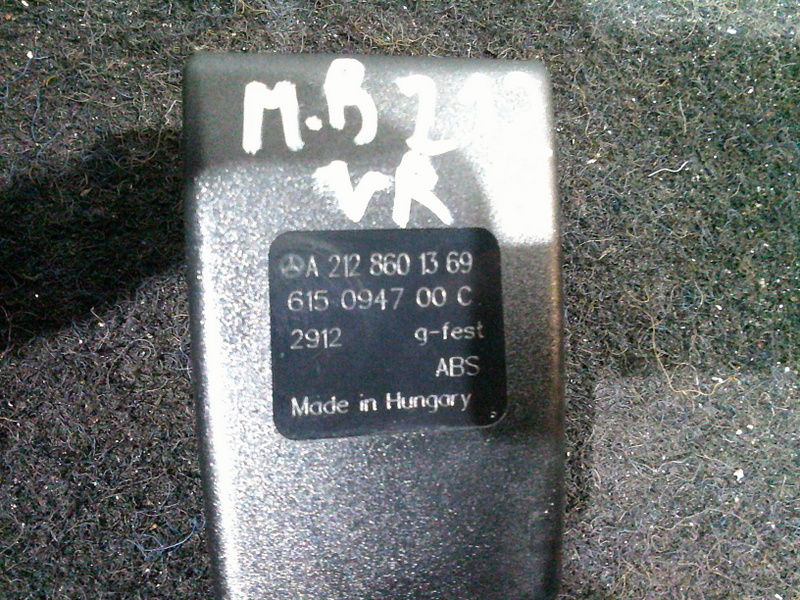 M.B
VR
A 212 860 13 69
615 0947 00 C
2912 g-fest
ABS
Made in Hungary